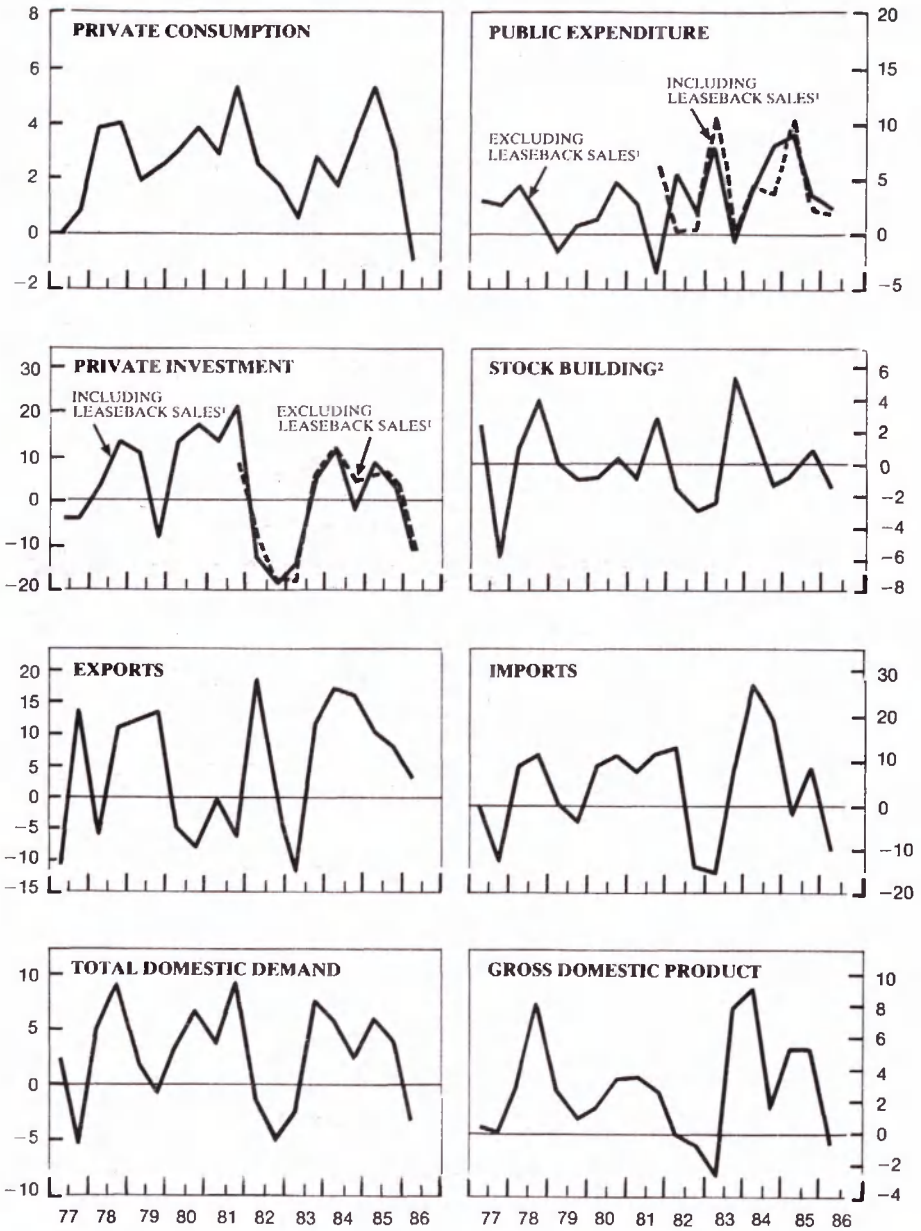 PRIVATE CONSUMPTION
8
6
4
2
0
−2
PUBLIC EXPENDITURE
INCLUDING
LEASEBACK SALES¹
EXCLUDING
LEASEBACK SALES¹
20
15
10
5
0
−5
PRIVATE INVESTMENT
INCLUDING
LEASEBACK SALES¹
EXCLUDING
LEASEBACK SALES¹
30
20
10
0
−10
−20
STOCK BUILDING²
6
4
2
0
−2
−4
−6
−8
EXPORTS
20
15
10
5
0
−5
−10
−15
IMPORTS
30
20
10
0
−10
−20
TOTAL DOMESTIC DEMAND
10
5
0
−5
−10
77 78 79 80 81 82 83 84 85 86
GROSS DOMESTIC PRODUCT
10
8
6
4
2
0
−2
−4
77 78 79 80 81 82 83 84 85 86